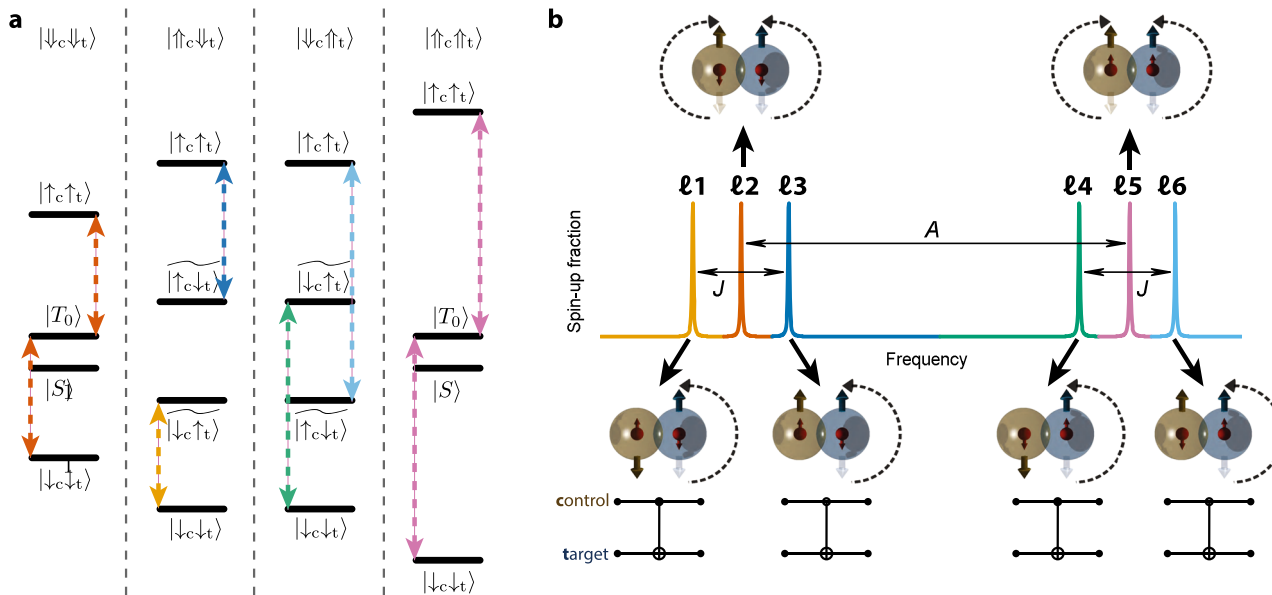 a
|⇓c⇓t⟩
|⇑c⇓t⟩
|⇓c⇑t⟩
|⇑c⇑t⟩
|↑c↑t⟩
|T0⟩
|S⟩
|↓c↓t⟩
|↑c↑t⟩
|↑c↓t⟩
|↓c↑t⟩
|↓c↓t⟩
|↑c↑t⟩
|↓c↑t⟩
|↑c↓t⟩
|↓c↓t⟩
|↑c↑t⟩
|T0⟩
|S⟩
|↓c↓t⟩
b
Spin-up fraction
ℓ1
ℓ2
ℓ3
ℓ4
ℓ5
ℓ6
A
J
J
Frequency
control
target